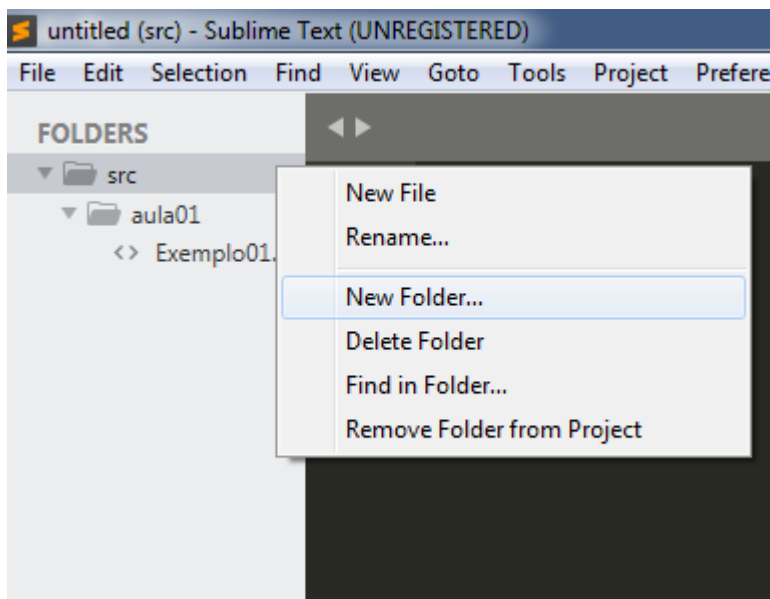 untitled (src) - Sublime Text (UNREGISTERED)
File Edit Selection Find View Goto Tools Project Prefere
FOLDERS
src
aula01
Exemplo01.
New File
Rename...
New Folder...
Delete Folder
Find in Folder...
Remove Folder from Project